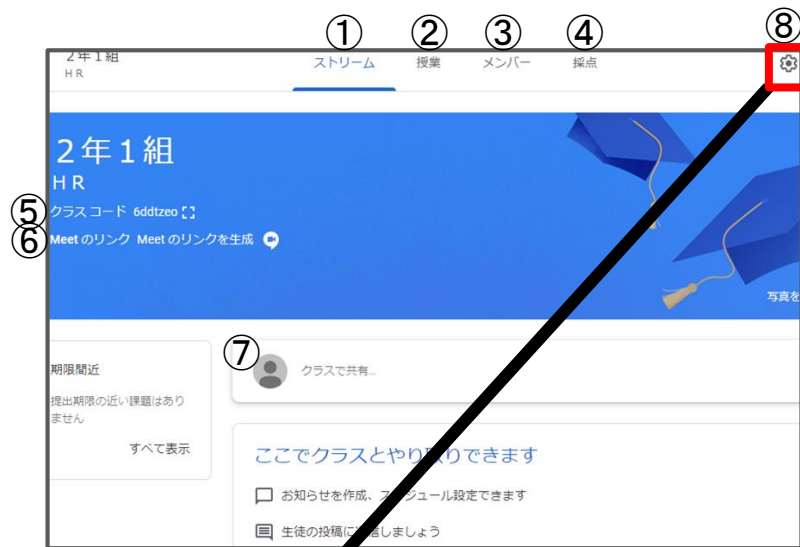 ① ② ③ ④ ⑧
2年1組
HR
ストリーム 授業 メンバー 採点
2年1組
HR
⑤ クラス コード 6ddtzeo
⑥ Meet のリンク Meet のリンクを生成
写真を
⑦
期限間近
クラスで共有...
提出期限の近い課題はあり
ません
すべて表示
ここでクラスとやり取りできます
お知らせを作成、スケジュール設定できます
生徒の投稿に しましょう